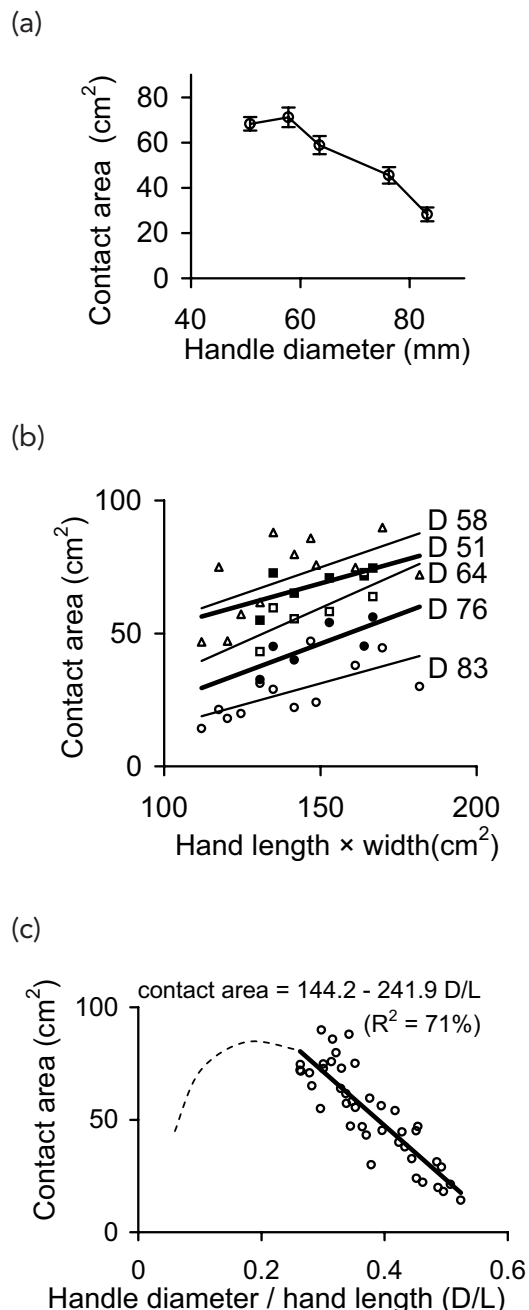 (a)
Contact area (cm²)
80
60
40
20
0
40 60 80
Handle diameter (mm)
(b)
Contact area (cm²)
100
50
0
D 58
D 51
D 64
D 76
D 83
100 150 200
Hand length × width(cm²)
(c)
contact area = 144.2 - 241.9 D/L
(R² = 71%)
Contact area (cm²)
100
50
0
0 0.2 0.4 0.6
Handle diameter / hand length (D/L)